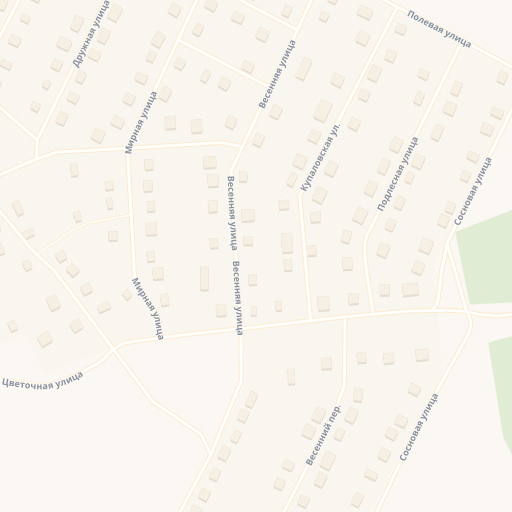 Полевая улица
Дружная улица
Весенняя улица
Мирная улица
Купаловская ул.
Подлесная улица
Сосновая улица
Весенняя улица
Весенняя улица
Мирная улица
Цветочная улица
Весенний пер.
Сосновая улица